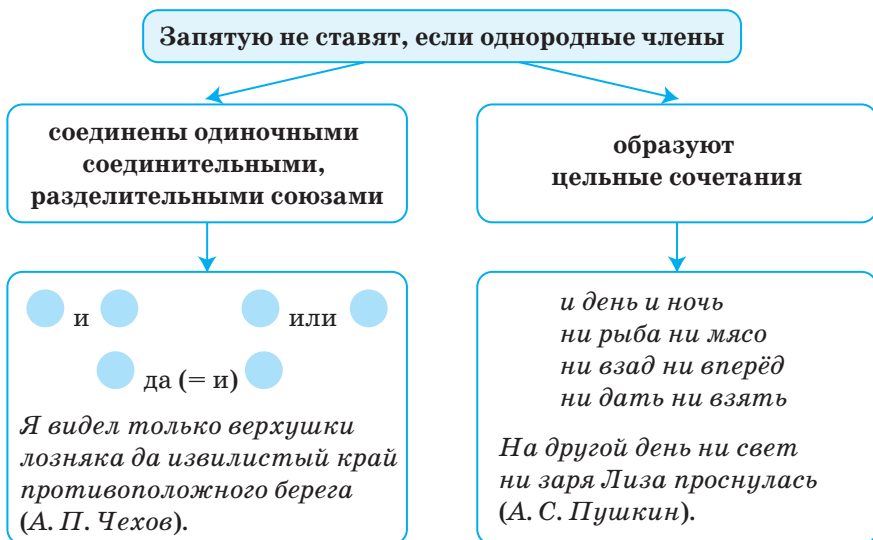 Запятую не ставят, если однородные члены
соединены одиночными
соединительными,
разделительными союзами
образуют
цельные сочетания
и
или
да (= и)
Я видел только верхушки
лозняка да извилистый край
противоположного берега
(А. П. Чехов).
и день и ночь
ни рыба ни мясо
ни взад ни вперёд
ни дать ни взять
На другой день ни свет
ни заря Лиза проснулась
(А. С. Пушкин).